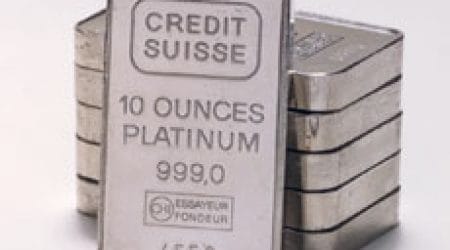 CREDIT
SUISSE
10 OUNCES
PLATINUM
999,0
ESSAYEUR
FONDEUR